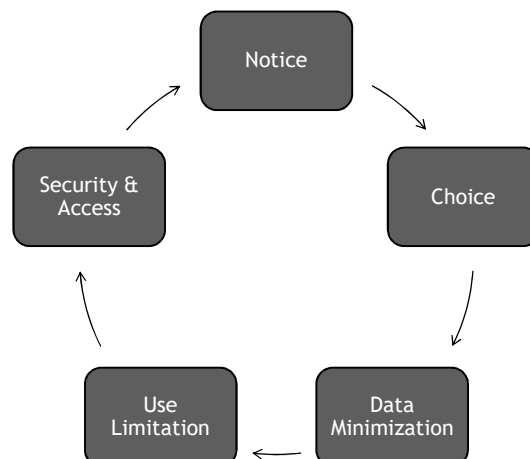 Notice
Choice
Data
Minimization
Use
Limitation
Security &
Access